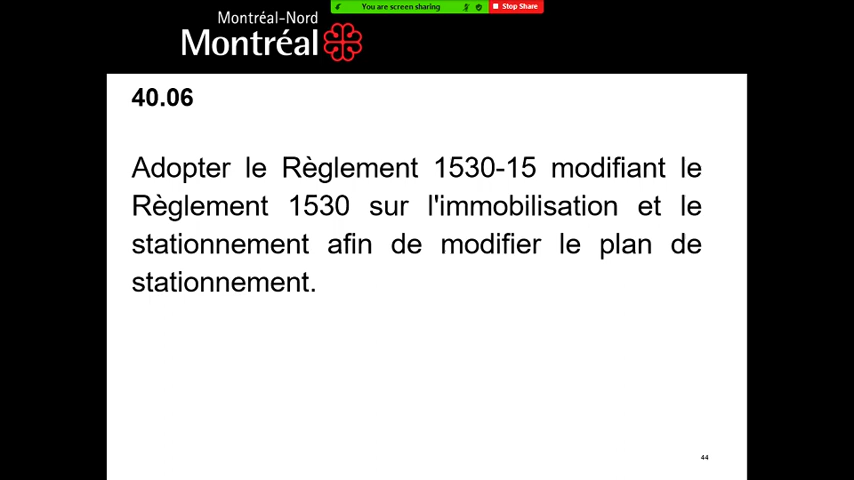 You are screen sharing
Stop Share
Montréal-Nord
Montréal
40.06
Adopter le Règlement 1530-15 modifiant le
Règlement 1530 sur l'immobilisation et le
stationnement afin de modifier le plan de
stationnement.
44